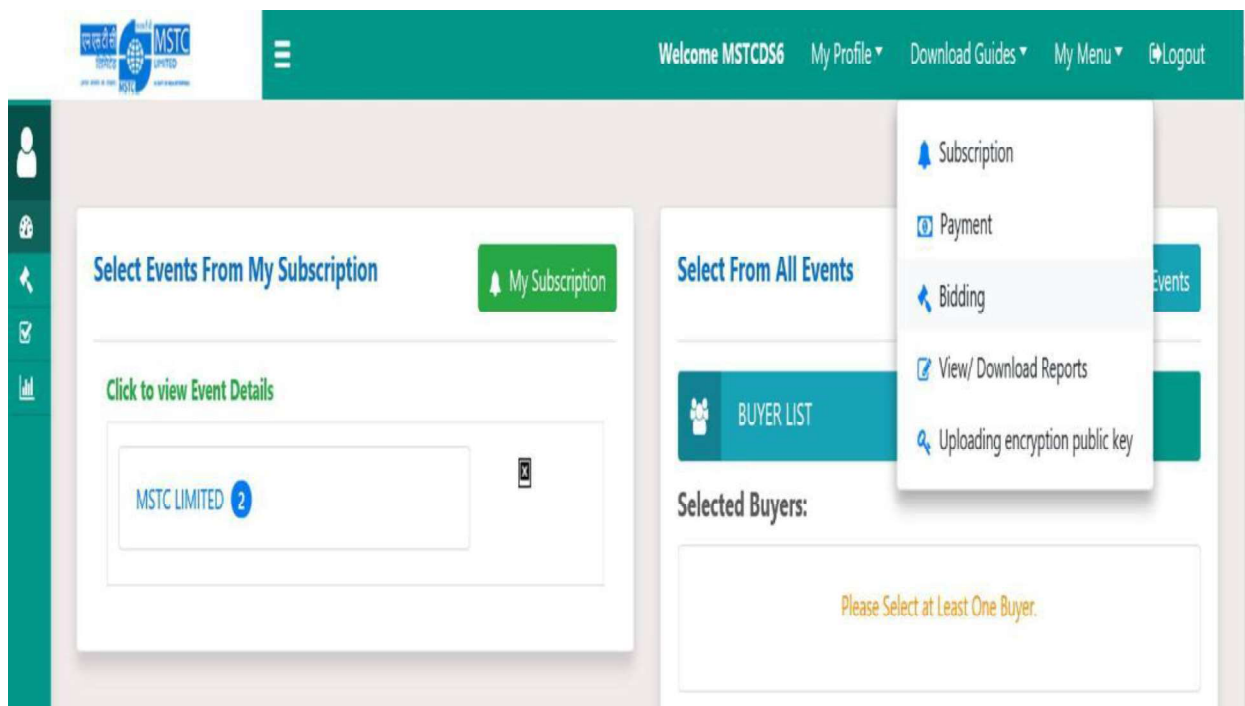 एमएसटीसी
लिमिटेड
MSTC
LIMITED
MSTC
Welcome MSTCDS6 My Profile Download Guides My Menu Logout
Subscription
Payment
Bidding
View/ Download Reports
Uploading encryption public key
Select Events From My Subscription
My Subscription
Click to view Event Details
MSTC LIMITED 2
Select From All Events
Events
BUYER LIST
Selected Buyers:
Please Select at Least One Buyer.